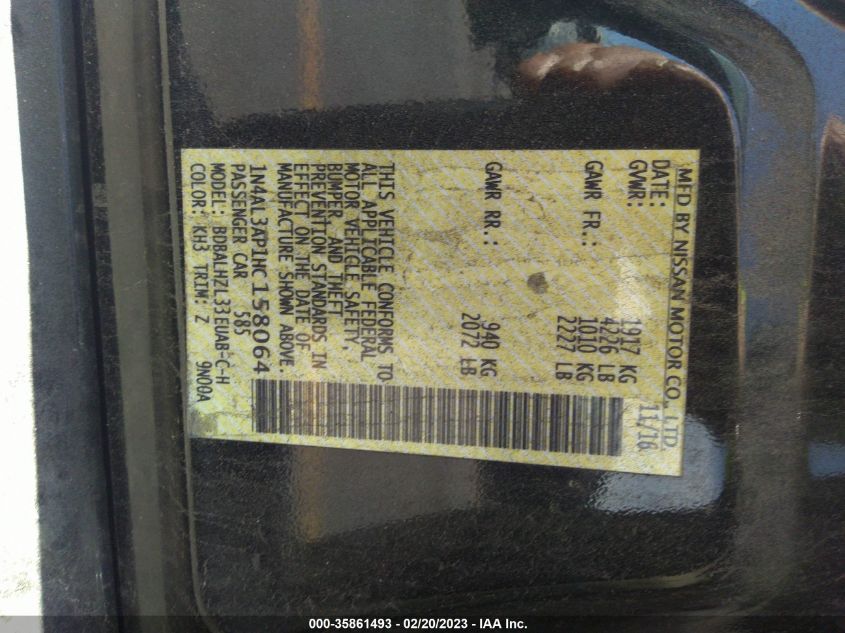 MFD BY NISSAN MOTOR CO., LTD.
DATE: 11/16
GVWR: 1917 KG
4226 LB
GAWR FR.: 1010 KG
2227 LB
GAWR RR.: 940 KG
2072 LB
THIS VEHICLE CONFORMS TO
ALL APPLICABLE FEDERAL
MOTOR VEHICLE SAFETY,
BUMPER, AND THEFT
PREVENTION STANDARDS IN
EFFECT ON THE DATE OF
MANUFACTURE SHOWN ABOVE.
1N4AL3AP1HC158064
PASSENGER CAR 585
MODEL: BDBALHZL33EUAB-C-H
COLOR: KH3 TRIM: Z 9N00A
000-35861493 - 02/20/2023 - IAA Inc.